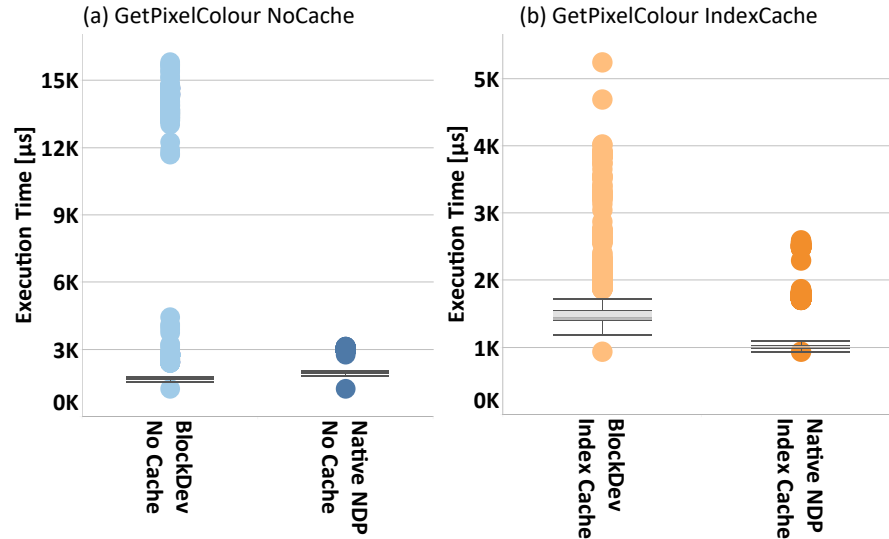 (a) GetPixelColour NoCache
Execution Time [µs]
15K
12K
9K
6K
3K
0K
BlockDev
No Cache
Native NDP
No Cache
(b) GetPixelColour IndexCache
Execution Time [µs]
5K
4K
3K
2K
1K
0K
BlockDev
Index Cache
Native NDP
Index Cache